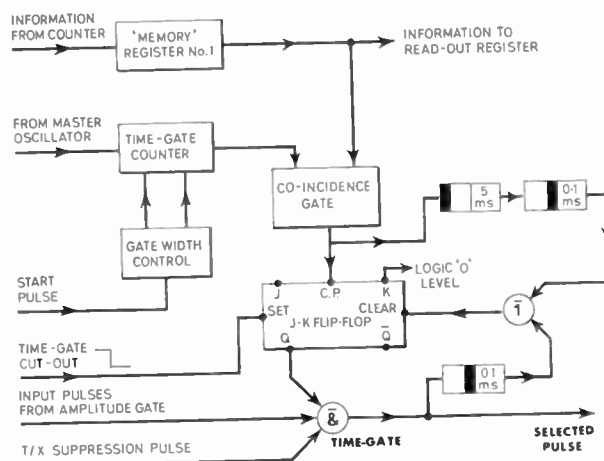 INFORMATION
FROM COUNTER
'MEMORY'
REGISTER No.1
INFORMATION TO
READ-OUT REGISTER
FROM MASTER
OSCILLATOR
TIME-GATE
COUNTER
CO-INCIDENCE
GATE
5
ms
0·1
ms
GATE WIDTH
CONTROL
START
PULSE
LOGIC 'O'
LEVEL
J
C.P.
K
SET
CLEAR
J-K FLIP-FLOP
Q
Q̅
1̅
TIME-GATE
CUT-OUT
0·1
ms
INPUT PULSES
FROM AMPLITUDE GATE
&̅
TIME-GATE
SELECTED
PULSE
T/X SUPPRESSION PULSE